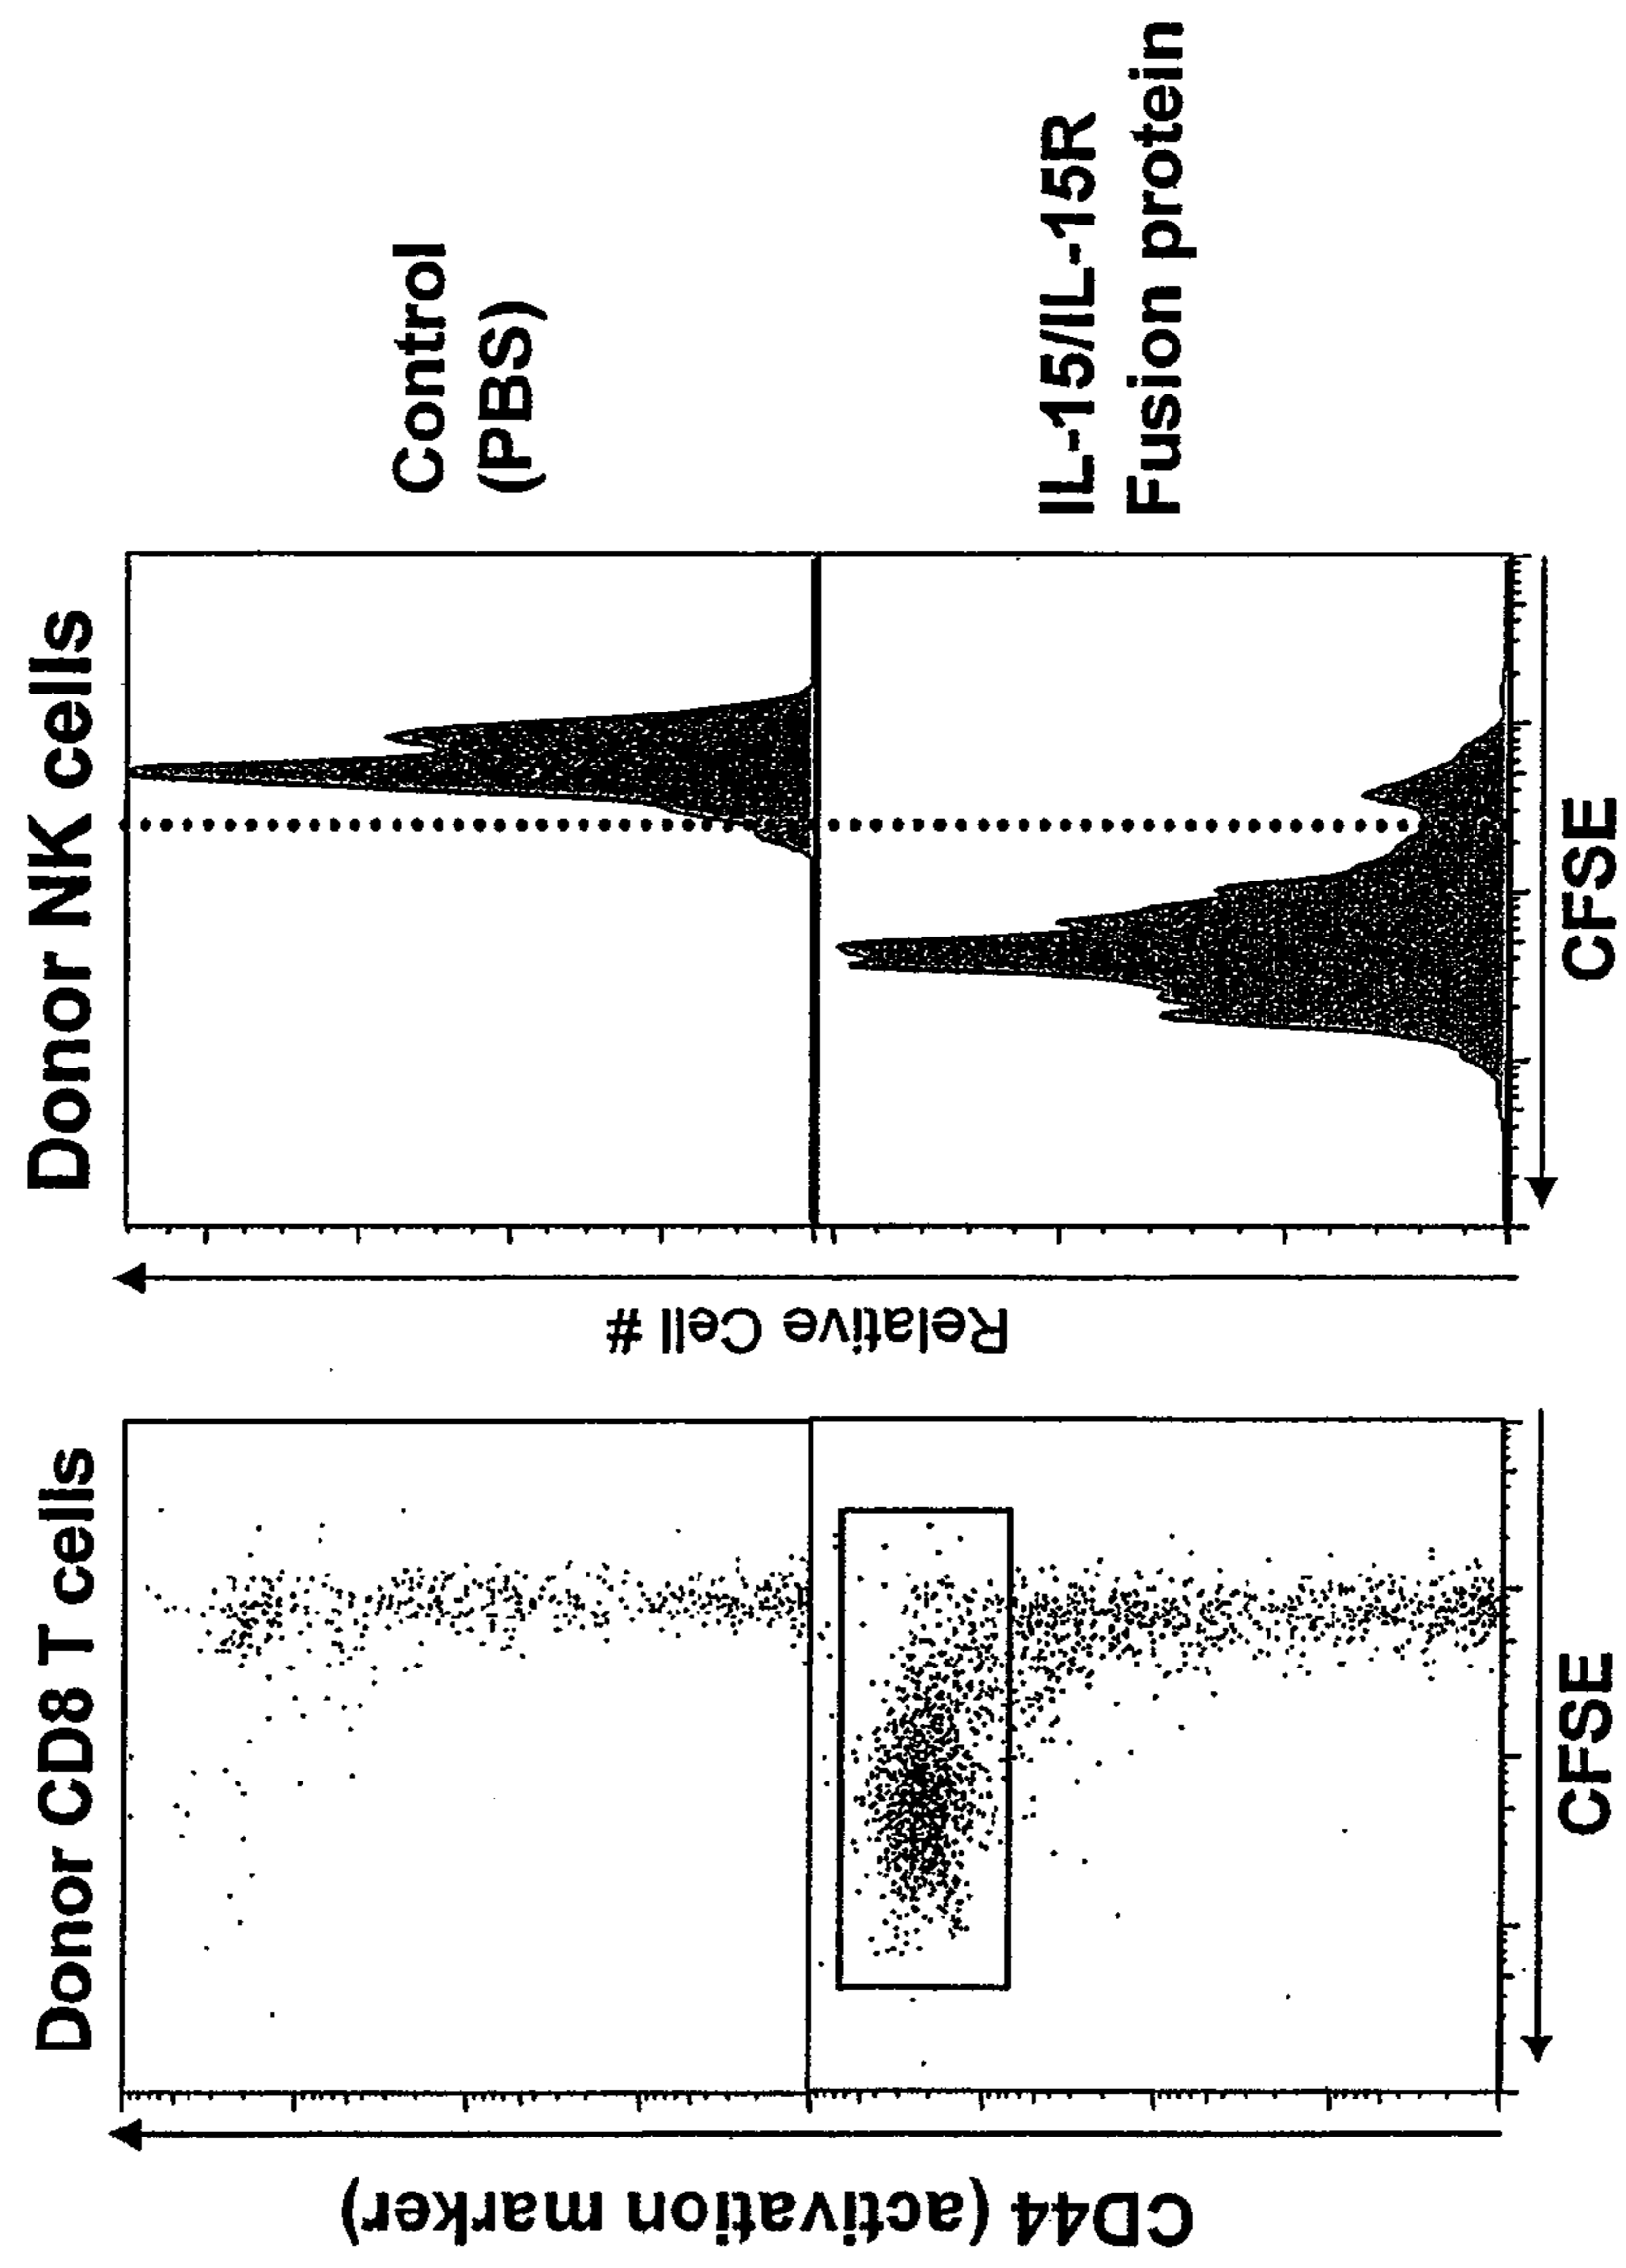 Donor CD8 T cells
Donor NK cells
CD44 (activation marker)
Relative Cell #
Control
(PBS)
IL-15/IL-15R
Fusion protein
CFSE
CFSE